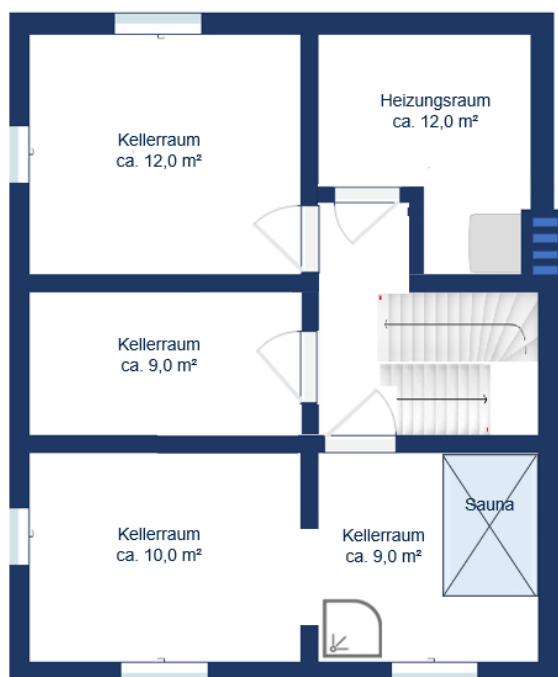 Heizungsraum
ca. 12,0 m²
Kellerraum
ca. 12,0 m²
Kellerraum
ca. 9,0 m²
Kellerraum
ca. 10,0 m²
Kellerraum
ca. 9,0 m²
Sauna